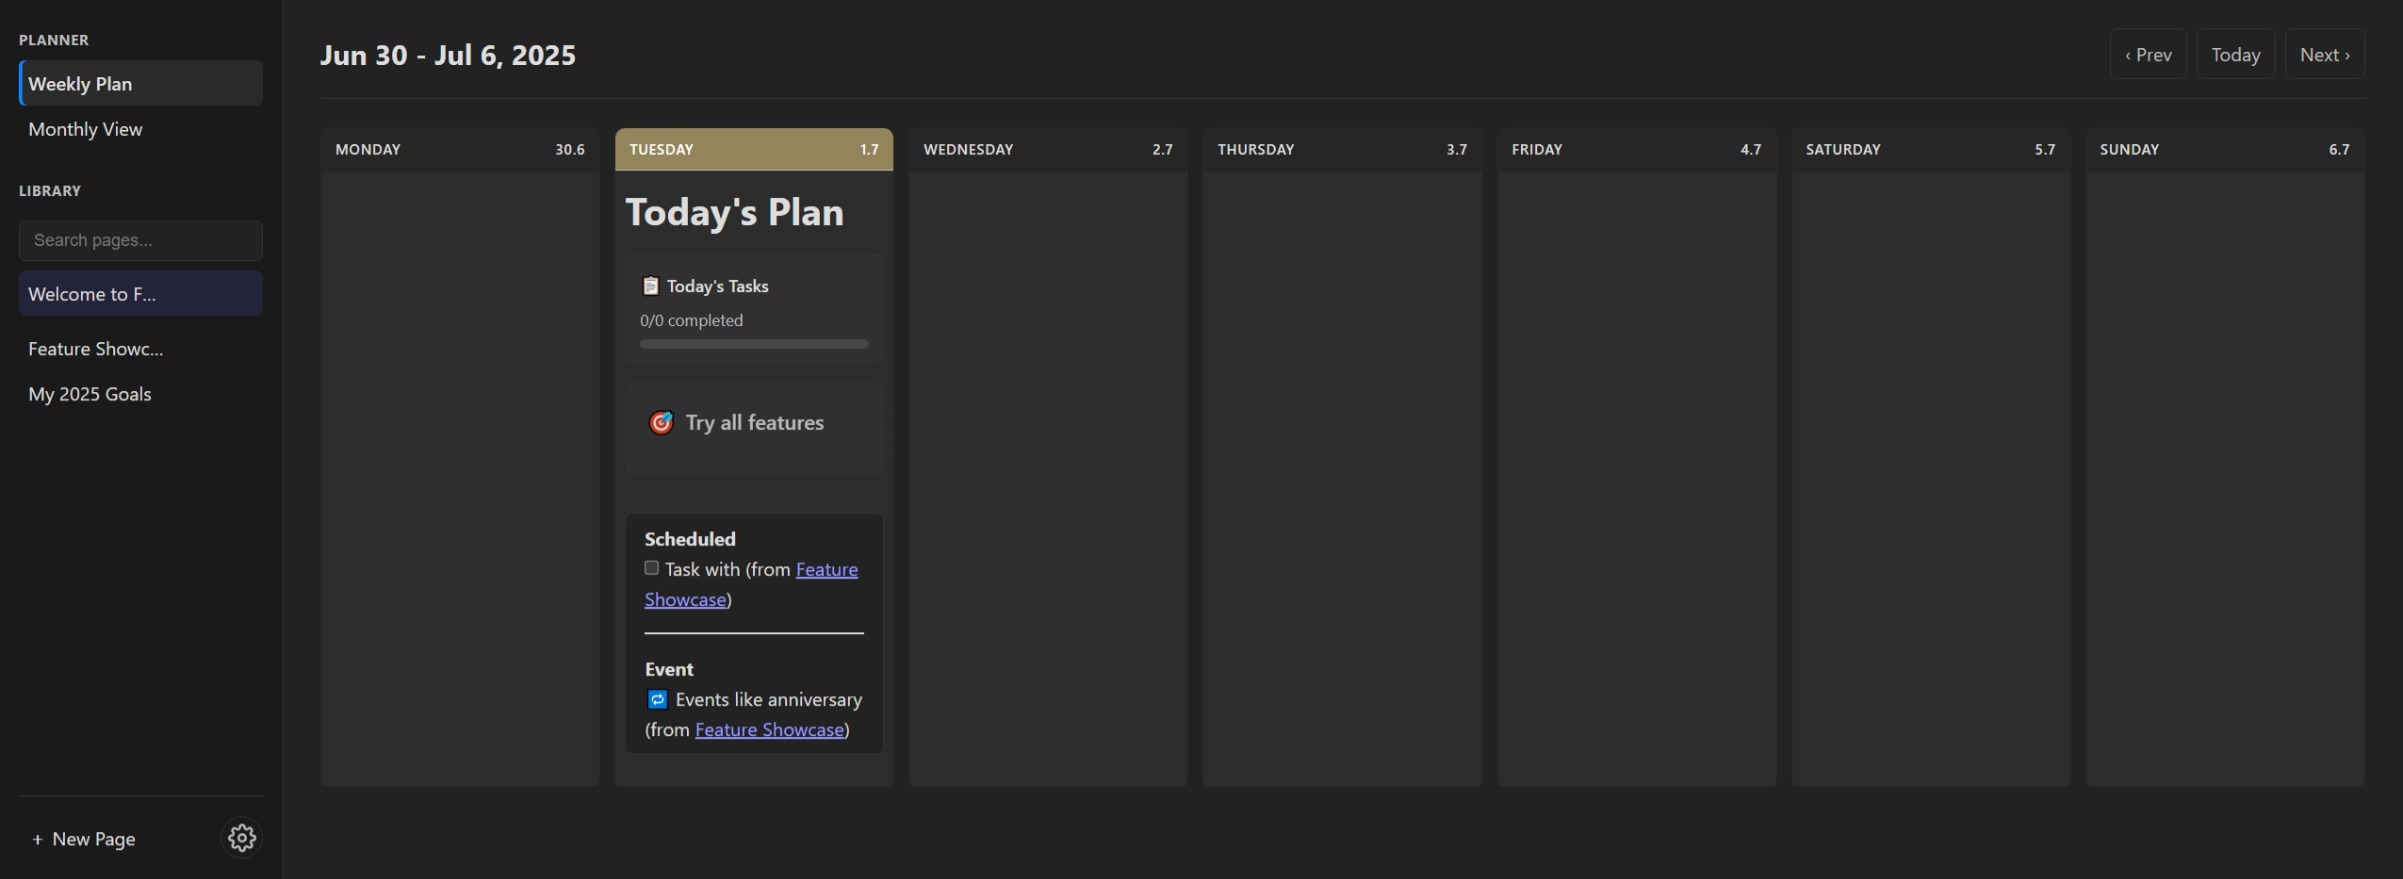 PLANNER
Weekly Plan
Monthly View
LIBRARY
Search pages...
Welcome to F...
Feature Showc...
My 2025 Goals
+ New Page
Jun 30 - Jul 6, 2025
‹ Prev
Today
Next ›
MONDAY 30.6
TUESDAY 1.7
WEDNESDAY 2.7
THURSDAY 3.7
FRIDAY 4.7
SATURDAY 5.7
SUNDAY 6.7
Today's Plan
Today's Tasks
0/0 completed
Try all features
Scheduled
Task with (from Feature
Showcase)
Event
Events like anniversary
(from Feature Showcase)